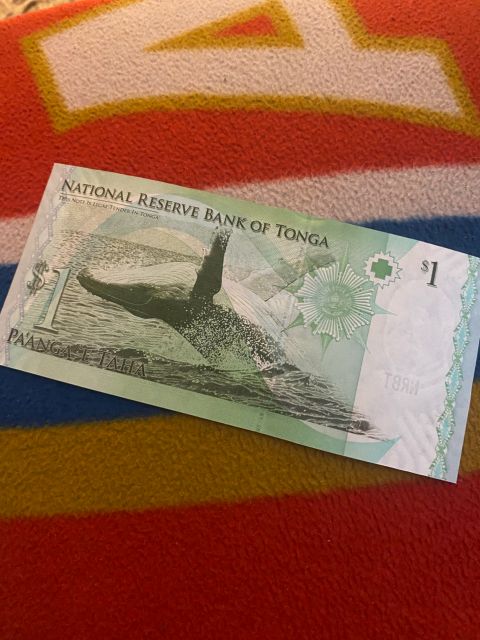 NATIONAL RESERVE BANK OF TONGA
THIS NOTE IS LEGAL TENDER IN TONGA
$1
$1
PA'ANGA 'E TAHA
NRBT